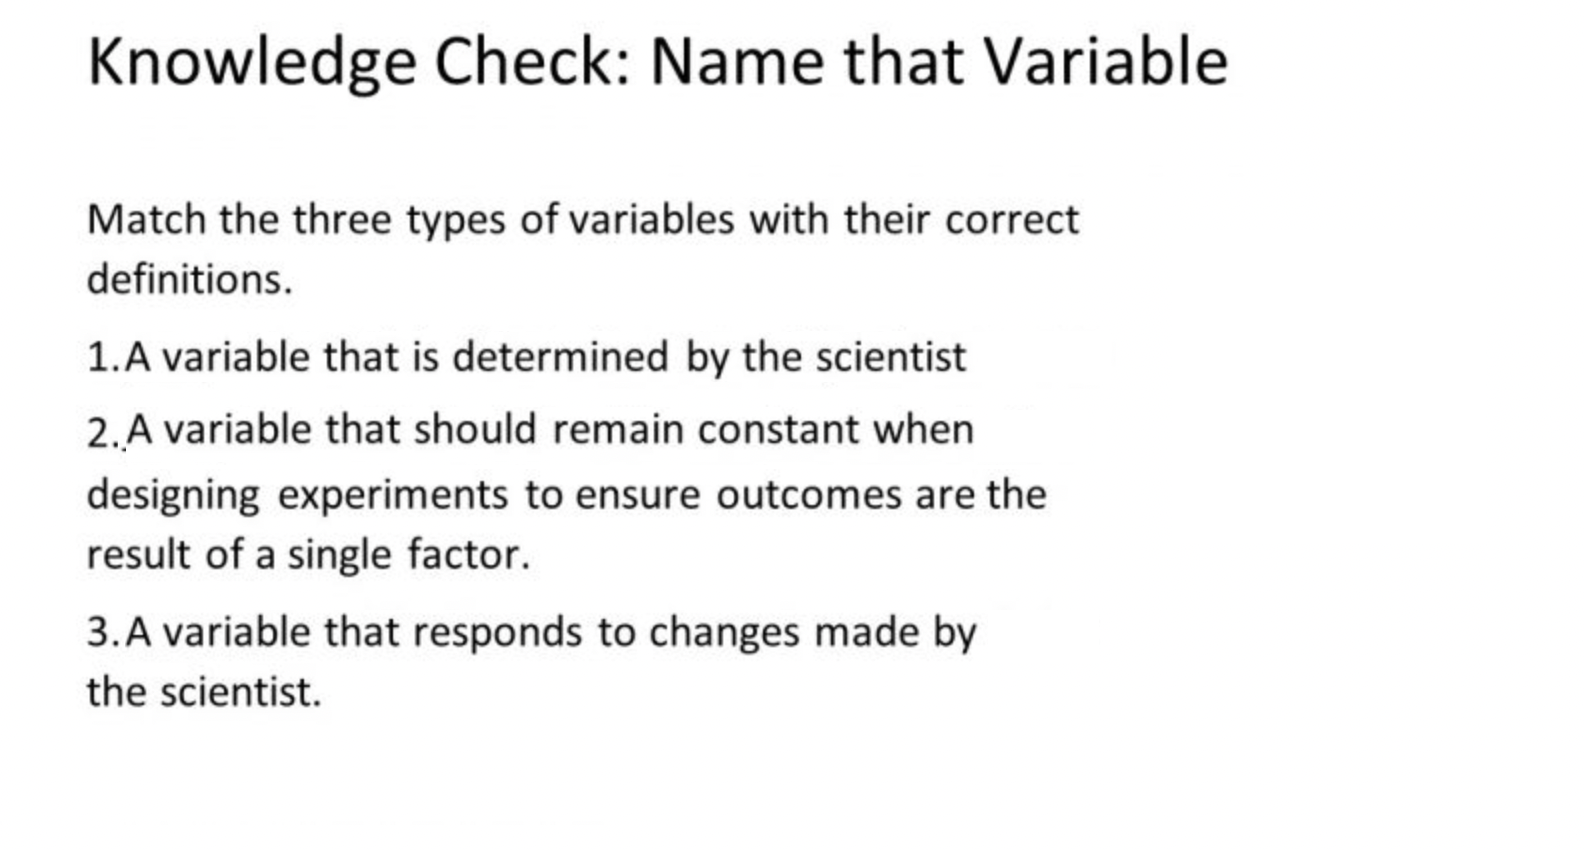 Knowledge Check: Name that Variable
Match the three types of variables with their correct
definitions.
1.A variable that is determined by the scientist
2.A variable that should remain constant when
designing experiments to ensure outcomes are the
result of a single factor.
3.A variable that responds to changes made by
the scientist.